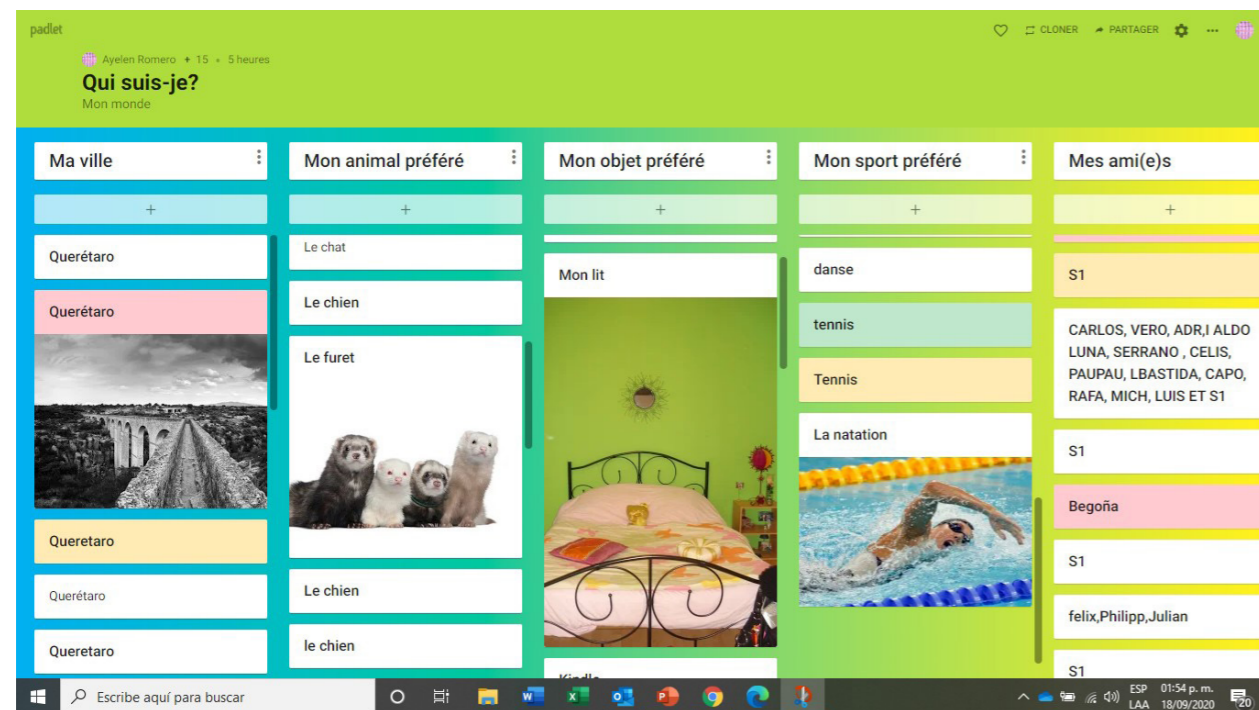 padlet
CLONER
PARTAGER
Ayelen Romero + 15 • 5 heures
Qui suis-je?
Mon monde
Ma ville
Querétaro
Querétaro
Queretaro
Querétaro
Queretaro
Mon animal préféré
Le chat
Le chien
Le furet
Le chien
le chien
Mon objet préféré
Mon lit
Kindle
Mon sport préféré
danse
tennis
Tennis
La natation
Mes ami(e)s
S1
CARLOS, VERO, ADR,I ALDO
LUNA, SERRANO , CELIS,
PAUPAU, LBASTIDA, CAPO,
RAFA, MICH, LUIS ET S1
S1
Begoña
S1
felix,Philipp,Julian
S1
Escribe aquí para buscar
ESP
LAA
01:54 p. m.
18/09/2020
20